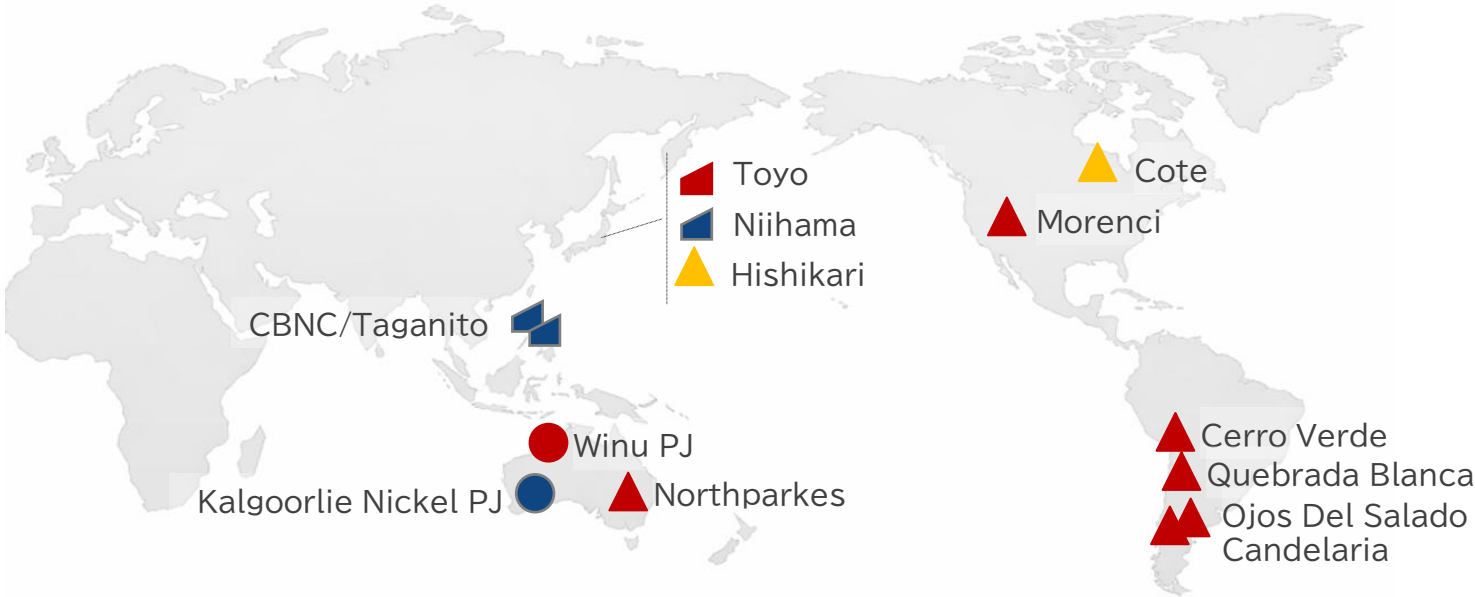 Toyo
Niihama
Hishikari
Cote
Morenci
CBNC/Taganito
Winu PJ
Kalgoorlie Nickel PJ
Northparkes
Cerro Verde
Quebrada Blanca
Ojos Del Salado
Candelaria